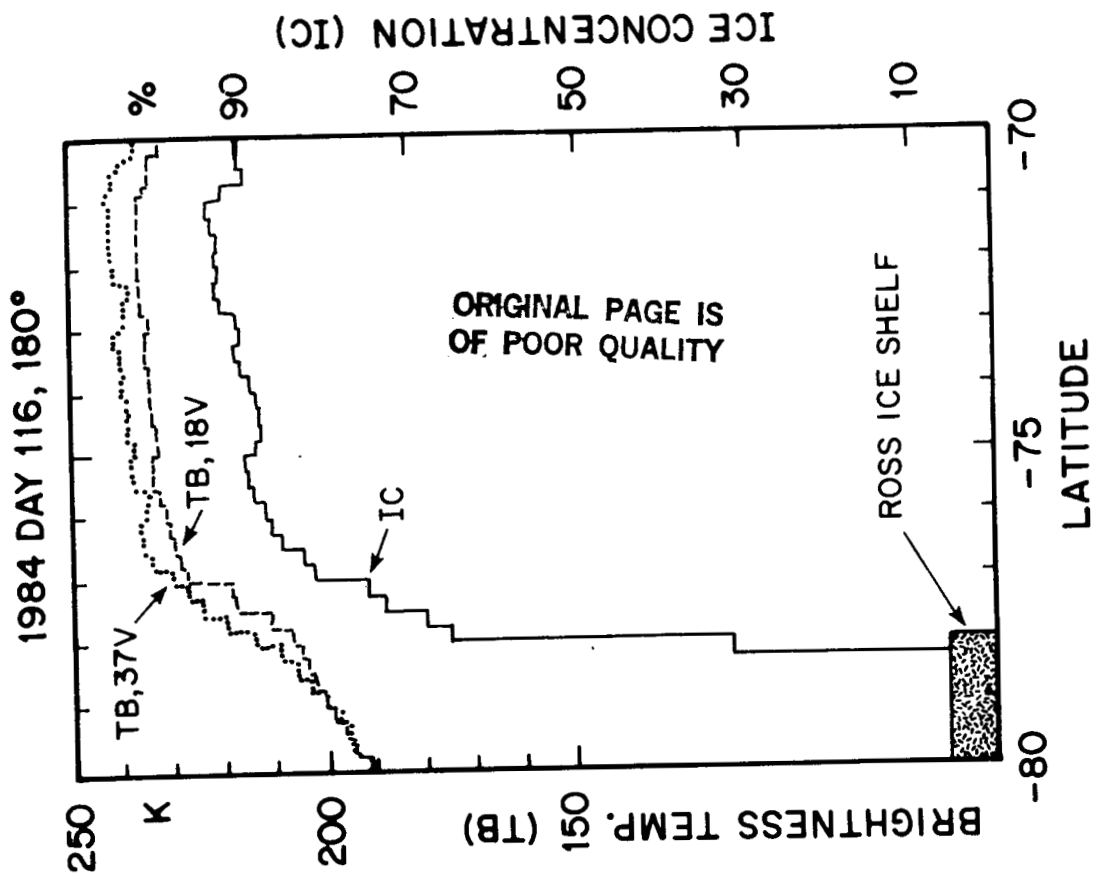 1984 DAY 116, 180°
250
K
200
150
BRIGHTNESS TEMP. (TB)
%
90
70
50
30
10
ICE CONCENTRATION (IC)
TB,37V
TB,18V
IC
ORIGINAL PAGE IS
OF POOR QUALITY
ROSS ICE SHELF
-80
-75
-70
LATITUDE